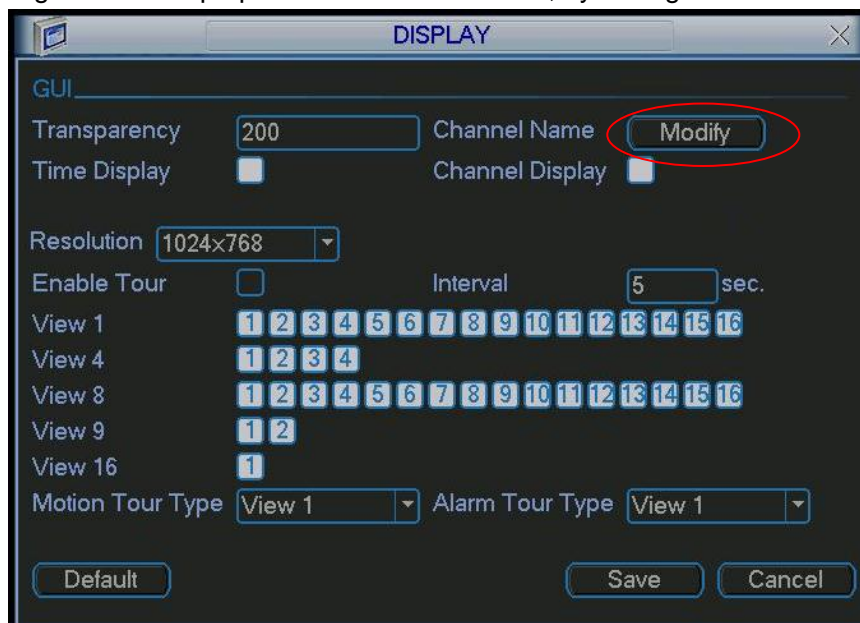 DISPLAY
GUI
Transparency 200 Channel Name Modify
Time Display Channel Display
Resolution 1024×768
Enable Tour Interval 5 sec.
View 1 1 2 3 4 5 6 7 8 9 10 11 12 13 14 15 16
View 4 1 2 3 4
View 8 1 2 3 4 5 6 7 8 9 10 11 12 13 14 15 16
View 9 1 2
View 16 1
Motion Tour Type View 1 Alarm Tour Type View 1
Default Save Cancel